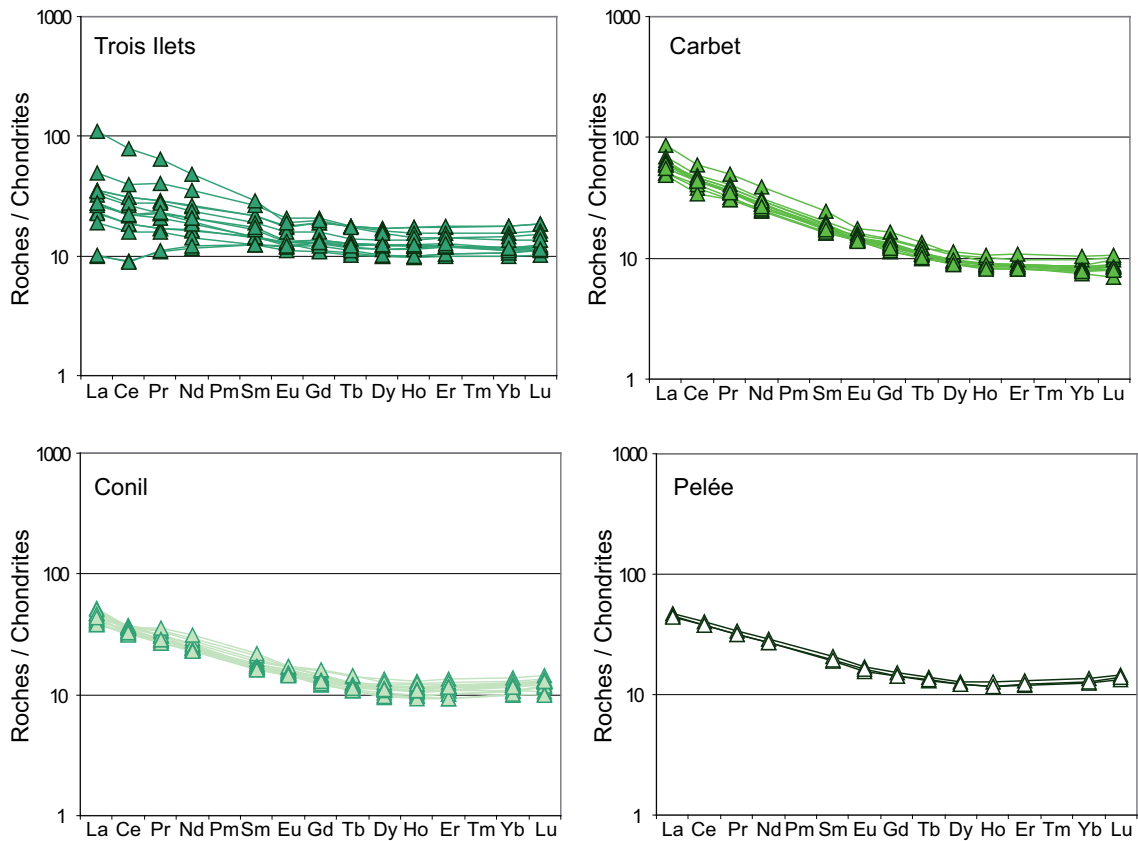 Trois Ilets
Roches / Chondrites
1000
100
10
1
La Ce Pr Nd Pm Sm Eu Gd Tb Dy Ho Er Tm Yb Lu
Carbet
Roches / Chondrites
1000
100
10
1
La Ce Pr Nd Pm Sm Eu Gd Tb Dy Ho Er Tm Yb Lu
Conil
Roches / Chondrites
1000
100
10
1
La Ce Pr Nd Pm Sm Eu Gd Tb Dy Ho Er Tm Yb Lu
Pelée
Roches / Chondrites
1000
100
10
1
La Ce Pr Nd Pm Sm Eu Gd Tb Dy Ho Er Tm Yb Lu